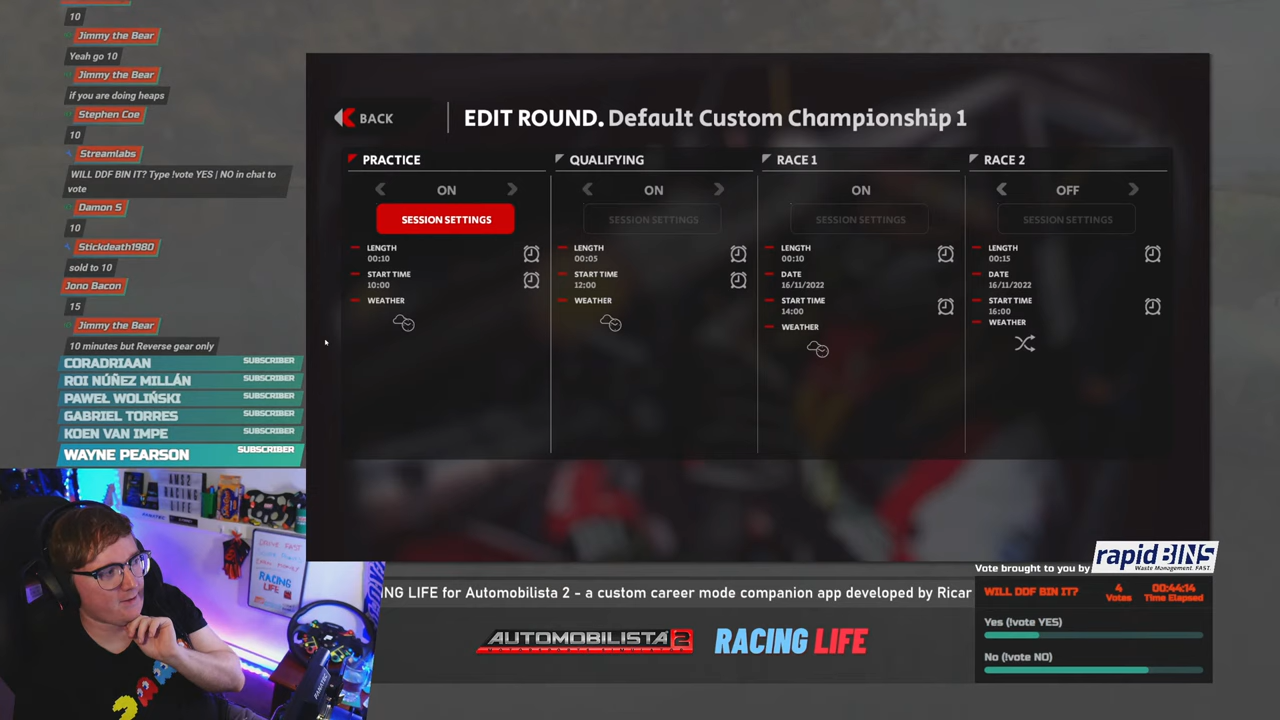 10
Jimmy the Bear
Yeah go 10
Jimmy the Bear
if you are doing heaps
Stephen Coe
10
Streamlabs
WILL DDF BIN IT? Type !vote YES | NO in chat to
vote
Damon S
10
Stickdeath1980
sold to 10
Jono Bacon
15
Jimmy the Bear
10 minutes but Reverse gear only
CORADRIAAN SUBSCRIBER
ROI NÚÑEZ MILLÁN SUBSCRIBER
PAWEŁ WOLIŃSKI SUBSCRIBER
GABRIEL TORRES SUBSCRIBER
KOEN VAN IMPE SUBSCRIBER
WAYNE PEARSON SUBSCRIBER
BACK
EDIT ROUND. Default Custom Championship 1
PRACTICE
ON
SESSION SETTINGS
LENGTH
00:10
START TIME
10:00
WEATHER
QUALIFYING
ON
SESSION SETTINGS
LENGTH
00:05
START TIME
12:00
WEATHER
RACE 1
ON
SESSION SETTINGS
LENGTH
00:10
DATE
16/11/2022
START TIME
14:00
WEATHER
RACE 2
OFF
SESSION SETTINGS
LENGTH
00:15
DATE
16/11/2022
START TIME
16:00
WEATHER
AMS2
RACING
LIFE
RACING
LIFE
NG LIFE for Automobilista 2 - a custom career mode companion app developed by Ricar
AUTOMOBILISTA 2
RACING LIFE
Vote brought to you by
rapidBINS
Waste Management. FAST.
WILL DDF BIN IT?
4
Votes
00:44:14
Time Elapsed
Yes (!vote YES)
No (!vote NO)